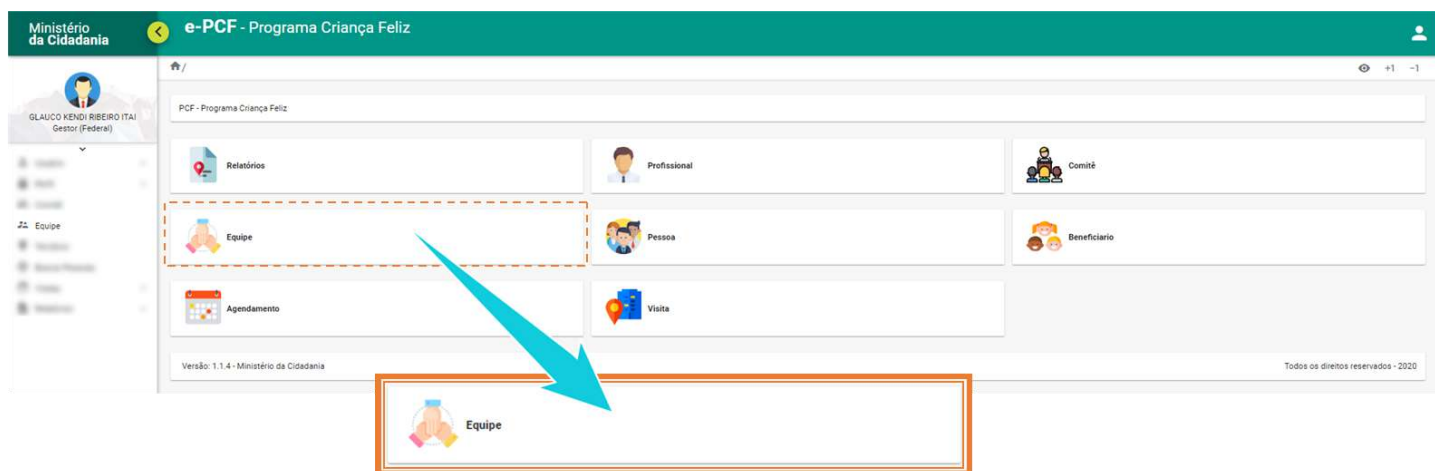 Ministério
da Cidadania
e-PCF - Programa Criança Feliz
/
+1 -1
GLAUCO KENDI RIBEIRO ITAI
Gestor (Federal)
Equipe
PCF - Programa Criança Feliz
Relatórios
Profissional
Comitê
Equipe
Pessoa
Beneficiario
Agendamento
Visita
Versão: 1.1.4 - Ministério da Cidadania
Todos os direitos reservados - 2020
Equipe